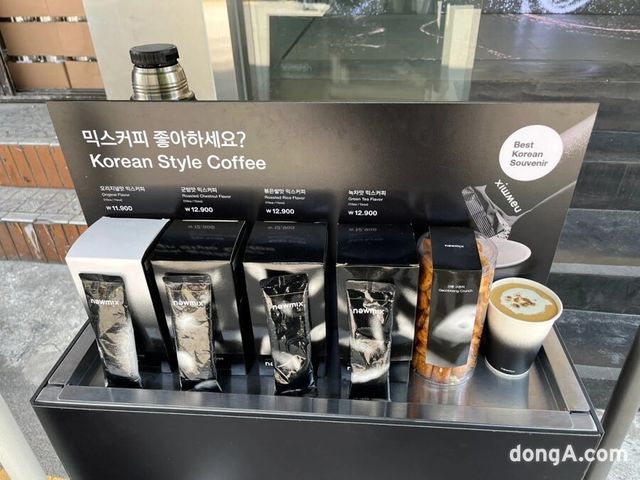 믹스커피 좋아하세요?
Korean Style Coffee
Best
Korean
Souvenir
오리지널맛 믹스커피
Original Flavor
₩ 11.900
군밤맛 믹스커피
Roasted Chestnut Flavor
₩ 12.900
볶은쌀맛 믹스커피
Roasted Rice Flavor
₩ 12.900
녹차맛 믹스커피
Green Tea Flavor
₩ 12.900
newmix
newmix
newmix
newmix
newmix
newmix
dongA.com